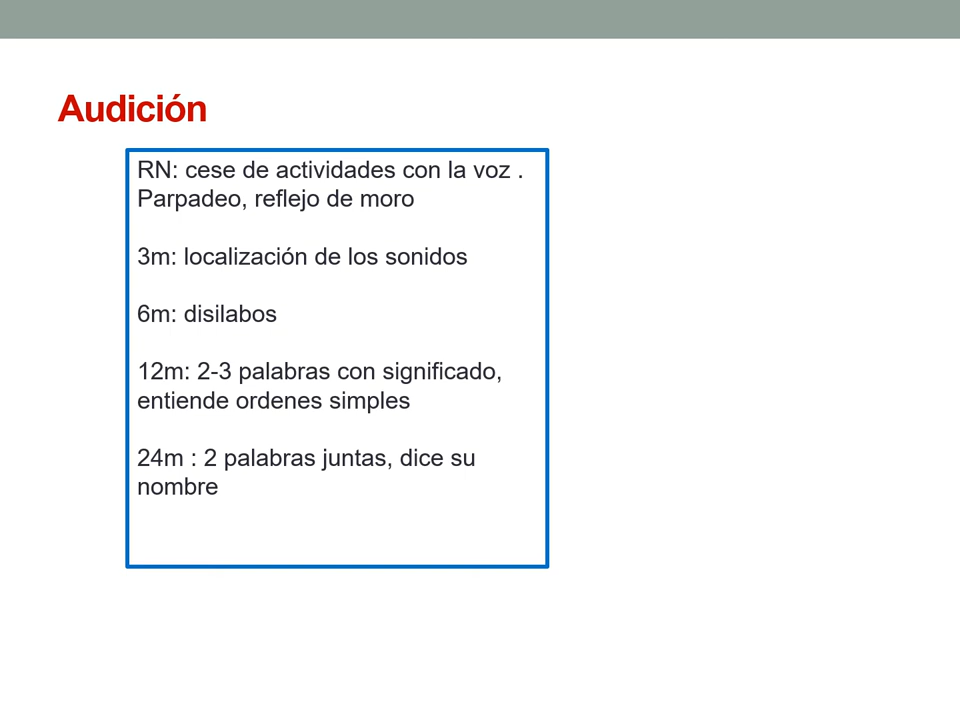 Audición
RN: cese de actividades con la voz .
Parpadeo, reflejo de moro
3m: localización de los sonidos
6m: disilabos
12m: 2-3 palabras con significado,
entiende ordenes simples
24m : 2 palabras juntas, dice su
nombre